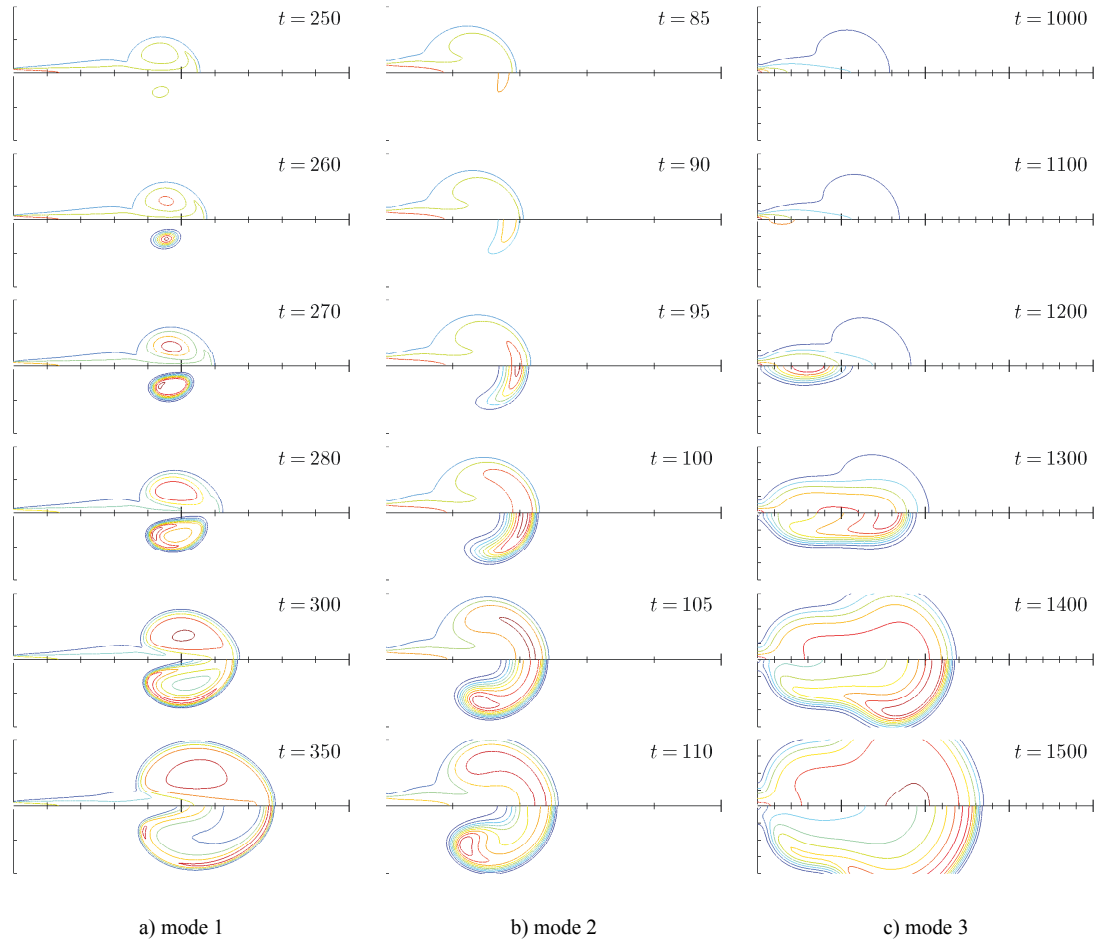 t = 250
t = 85
t = 1000
t = 260
t = 90
t = 1100
t = 270
t = 95
t = 1200
t = 280
t = 100
t = 1300
t = 300
t = 105
t = 1400
t = 350
t = 110
t = 1500
a) mode 1
b) mode 2
c) mode 3